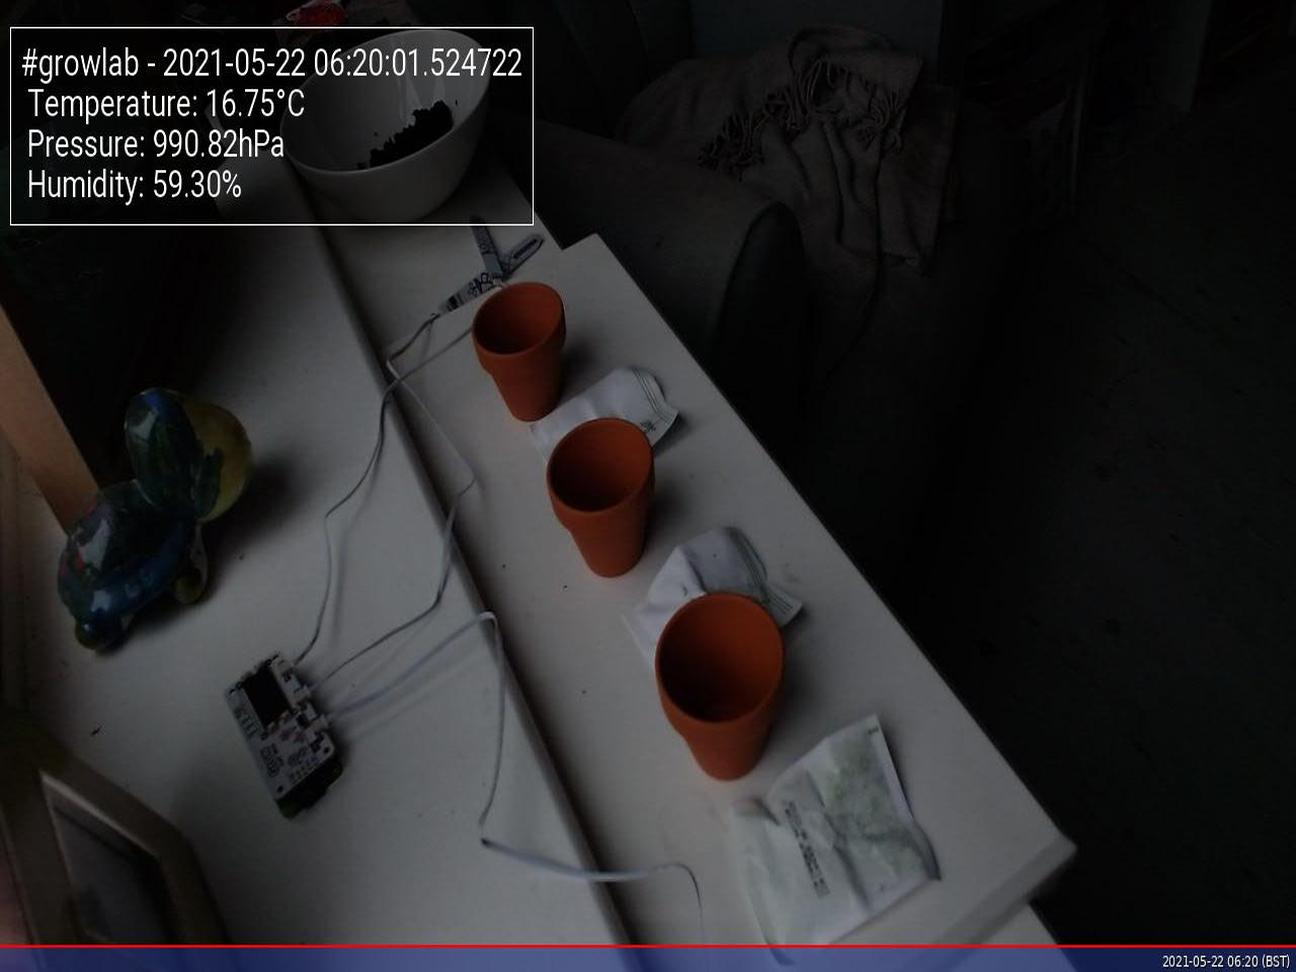 #growlab - 2021-05-22 06:20:01.524722
Temperature: 16.75°C
Pressure: 990.82hPa
Humidity: 59.30%
2021-05-22 06:20 (BST)